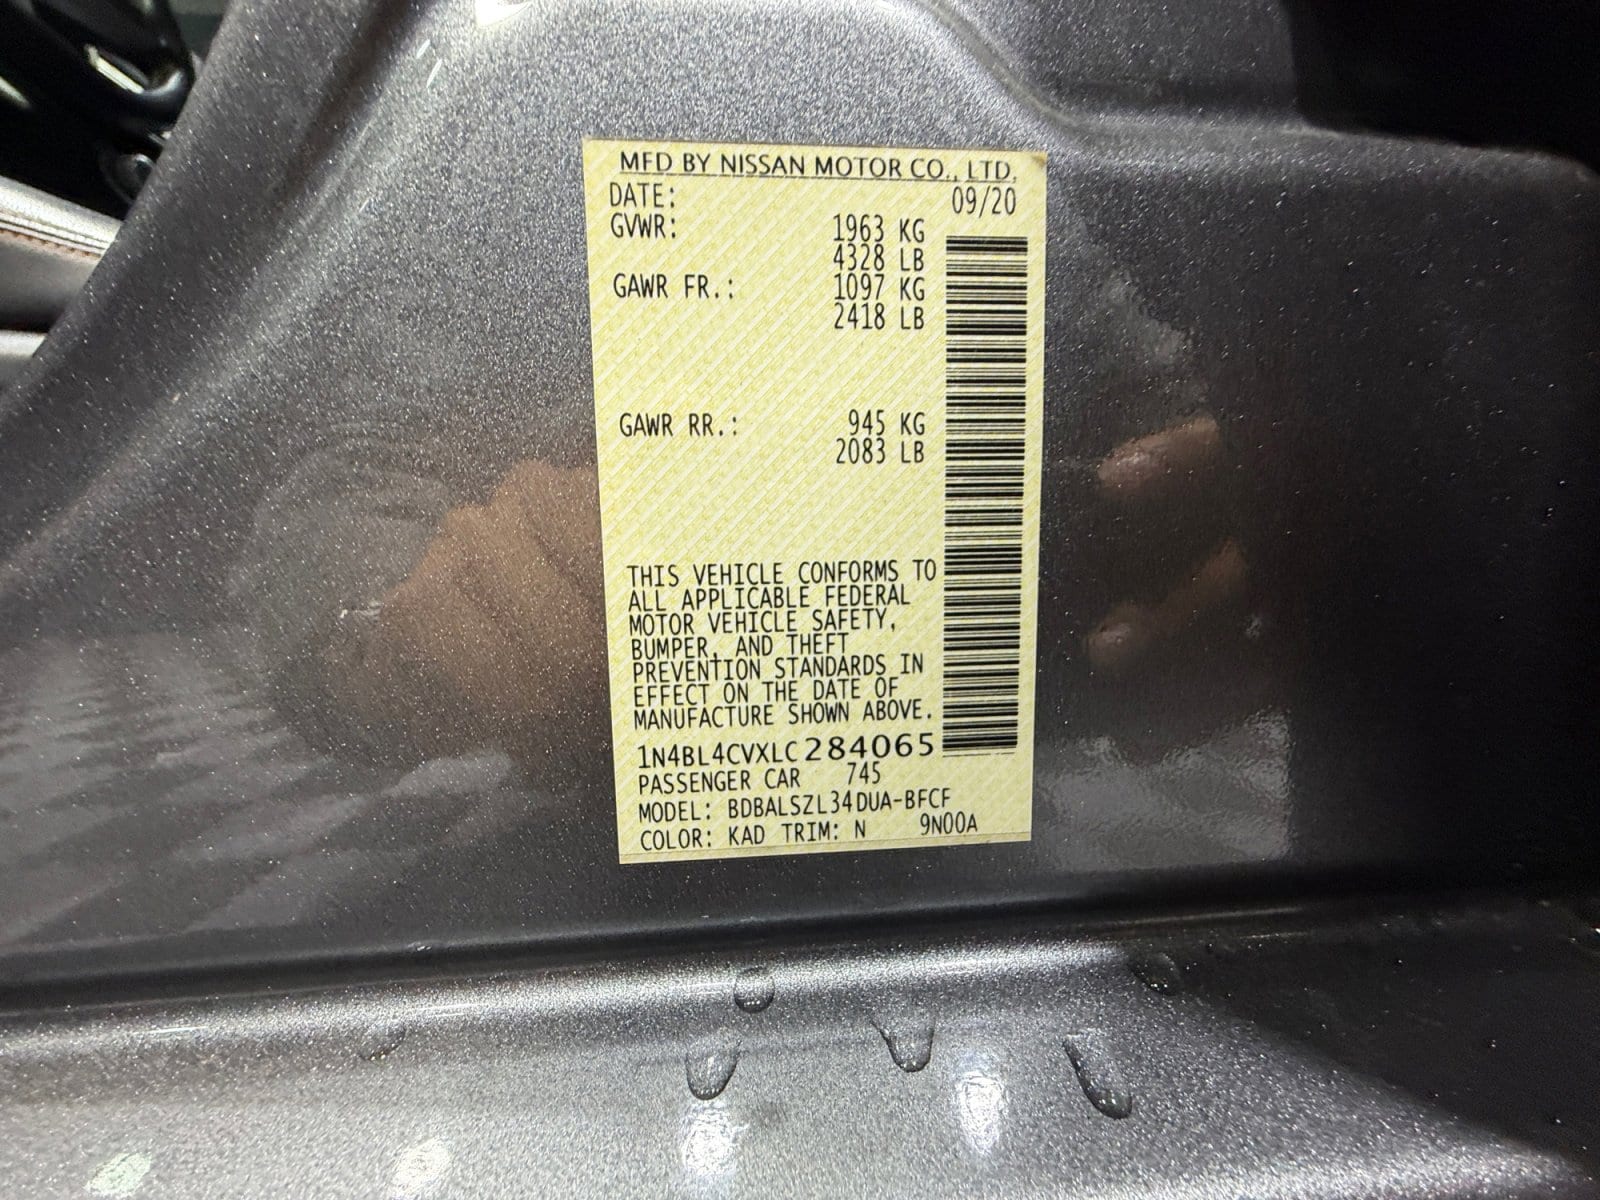 MFD BY NISSAN MOTOR CO., LTD.
DATE: 09/20
GVWR: 1963 KG
4328 LB
GAWR FR.: 1097 KG
2418 LB
GAWR RR.: 945 KG
2083 LB
THIS VEHICLE CONFORMS TO
ALL APPLICABLE FEDERAL
MOTOR VEHICLE SAFETY,
BUMPER, AND THEFT
PREVENTION STANDARDS IN
EFFECT ON THE DATE OF
MANUFACTURE SHOWN ABOVE.
1N4BL4CVXLC284065
PASSENGER CAR 745
MODEL: BDBALSZL34DUA-BFCF
COLOR: KAD TRIM: N 9N00A